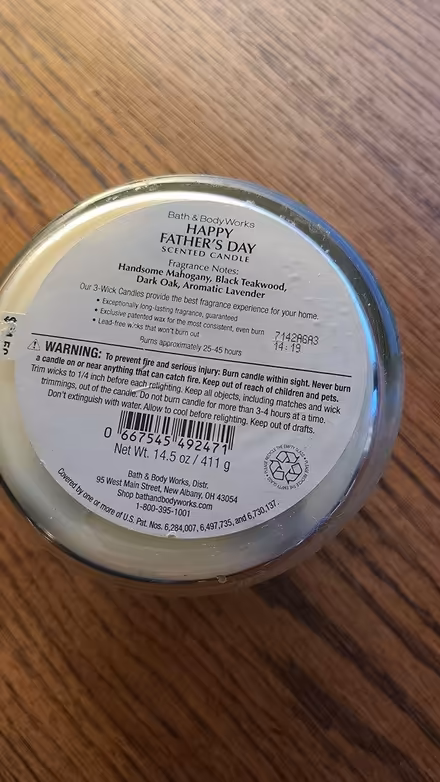 Bath & Body Works
HAPPY
FATHER'S DAY
SCENTED CANDLE
Fragrance Notes:
Handsome Mahogany, Black Teakwood,
Dark Oak, Aromatic Lavender
Our 3-Wick Candles provide the best fragrance experience for your home.
• Exceptionally long-lasting fragrance, guaranteed
• Exclusive patented wax for the most consistent, even burn
• Lead-free wicks that won't burn out
Burns approximately 25-45 hours
7142A6A3
14:19
WARNING: To prevent fire and serious injury: Burn candle within sight. Never burn
a candle on or near anything that can catch fire. Keep out of reach of children and pets.
Trim wicks to 1/4 inch before each relighting. Keep all objects, including matches and wick
trimmings, out of the candle. Do not burn candle for more than 3-4 hours at a time.
Don't extinguish with water. Allow to cool before relighting. Keep out of drafts.
0 667545 492471
Net Wt. 14.5 oz / 411 g
Bath & Body Works, Distr.
95 West Main Street, New Albany, OH 43054
Shop bathandbodyworks.com
1-800-395-1001
Covered by one or more of U.S. Pat. Nos. 6,284,007, 6,497,735, and 6,730,137.